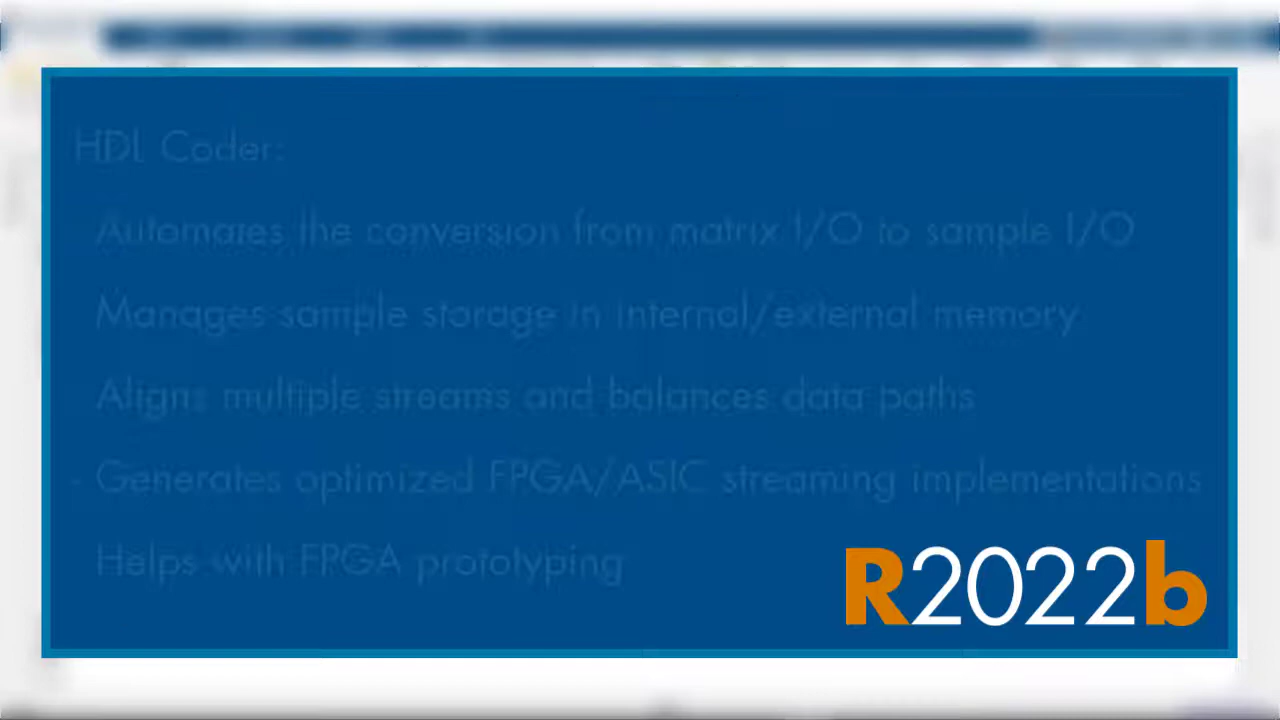 HDL Coder:
Automates the conversion from matrix I/O to sample I/O
Manages sample storage in internal/external memory
Aligns multiple streams and balances data paths
- Generates optimized FPGA/ASIC streaming implementations
Helps with FPGA prototyping
R2022b